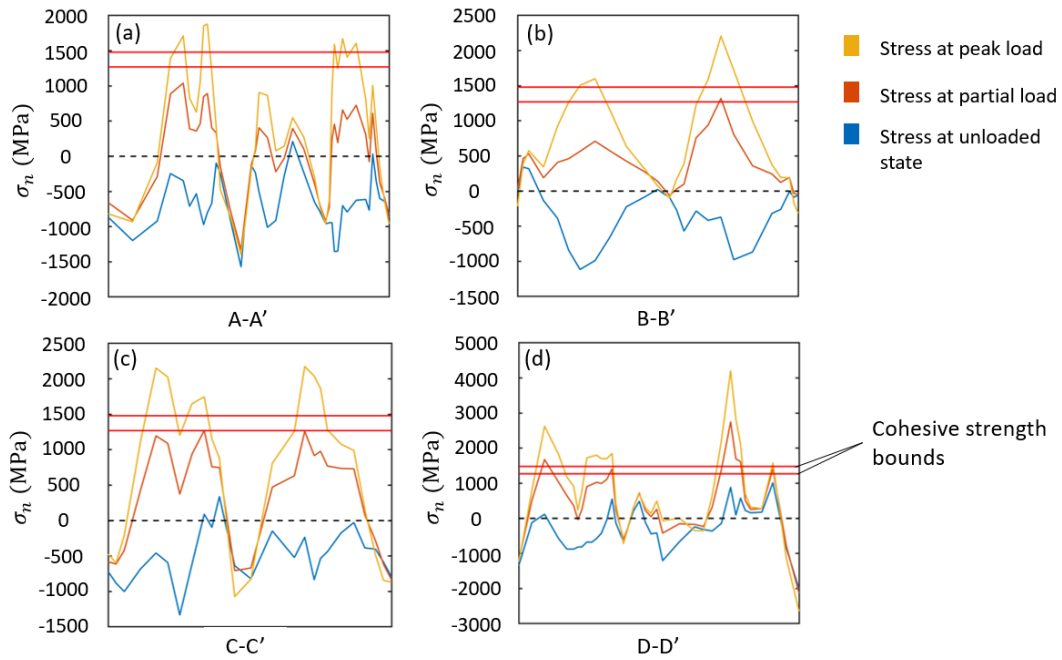 (a)
2000
1500
1000
500
0
-500
-1000
-1500
-2000
σn (MPa)
A-A’
(b)
2500
2000
1500
1000
500
0
-500
-1000
-1500
σn (MPa)
B-B’
Stress at peak load
Stress at partial load
Stress at unloaded
state
(c)
2500
2000
1500
1000
500
0
-500
-1000
-1500
σn (MPa)
C-C’
(d)
5000
4000
3000
2000
1000
0
-1000
-2000
-3000
σn (MPa)
D-D’
Cohesive strength
bounds